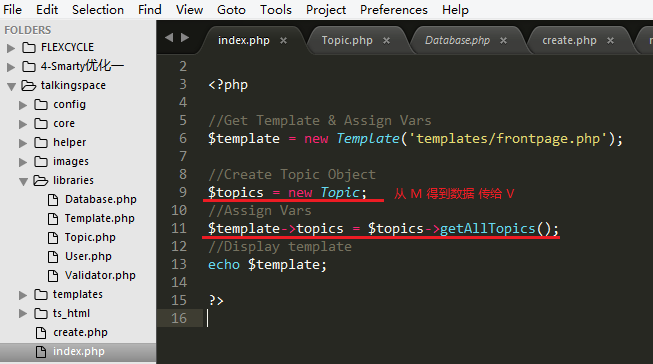 File Edit Selection Find View Goto Tools Project Preferences Help
FOLDERS
FLEXCYCLE
4-Smarty优化一
talkingspace
config
core
helper
images
libraries
Database.php
Template.php
Topic.php
User.php
Validator.php
templates
ts_html
create.php
index.php
index.php × Topic.php × Database.php × create.php ×
2
3 <?php
4
5 //Get Template & Assign Vars
6 $template = new Template('templates/frontpage.php');
7
8 //Create Topic Object
9 $topics = new Topic; 从 M 得到数据 传给 V
10 //Assign Vars
11 $template->topics = $topics->getAllTopics();
12 //Display template
13 echo $template;
14
15 ?>
16